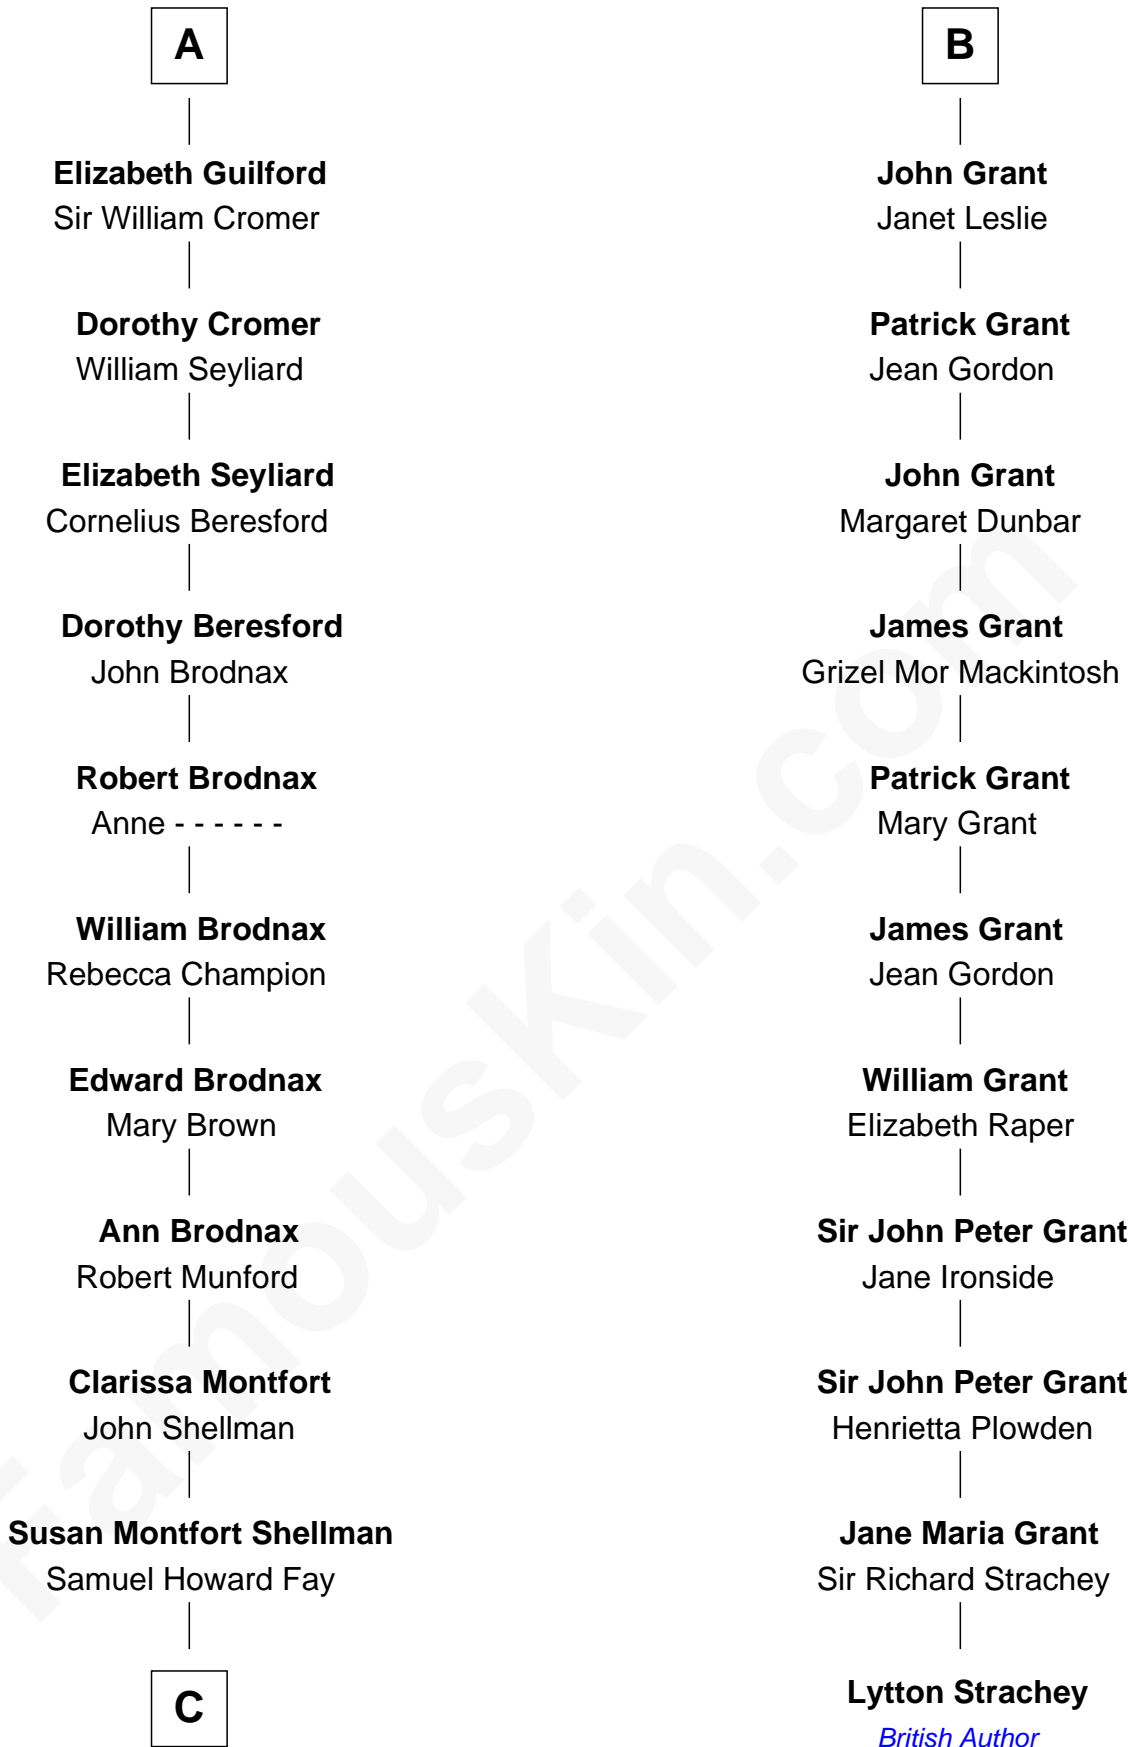 A
Elizabeth Guilford
Sir William Cromer
Dorothy Cromer
William Seyliard
Elizabeth Seyliard
Cornelius Beresford
Dorothy Beresford
John Brodnax
Robert Brodnax
Anne - - - - - -
William Brodnax
Rebecca Champion
Edward Brodnax
Mary Brown
Ann Brodnax
Robert Munford
Clarissa Montfort
John Shellman
Susan Montfort Shellman
Samuel Howard Fay
C
B
John Grant
Janet Leslie
Patrick Grant
Jean Gordon
John Grant
Margaret Dunbar
James Grant
Grizel Mor Mackintosh
Patrick Grant
Mary Grant
James Grant
Jean Gordon
William Grant
Elizabeth Raper
Sir John Peter Grant
Jane Ironside
Sir John Peter Grant
Henrietta Plowden
Jane Maria Grant
Sir Richard Strachey
Lytton Strachey
British Author
famousKin.com